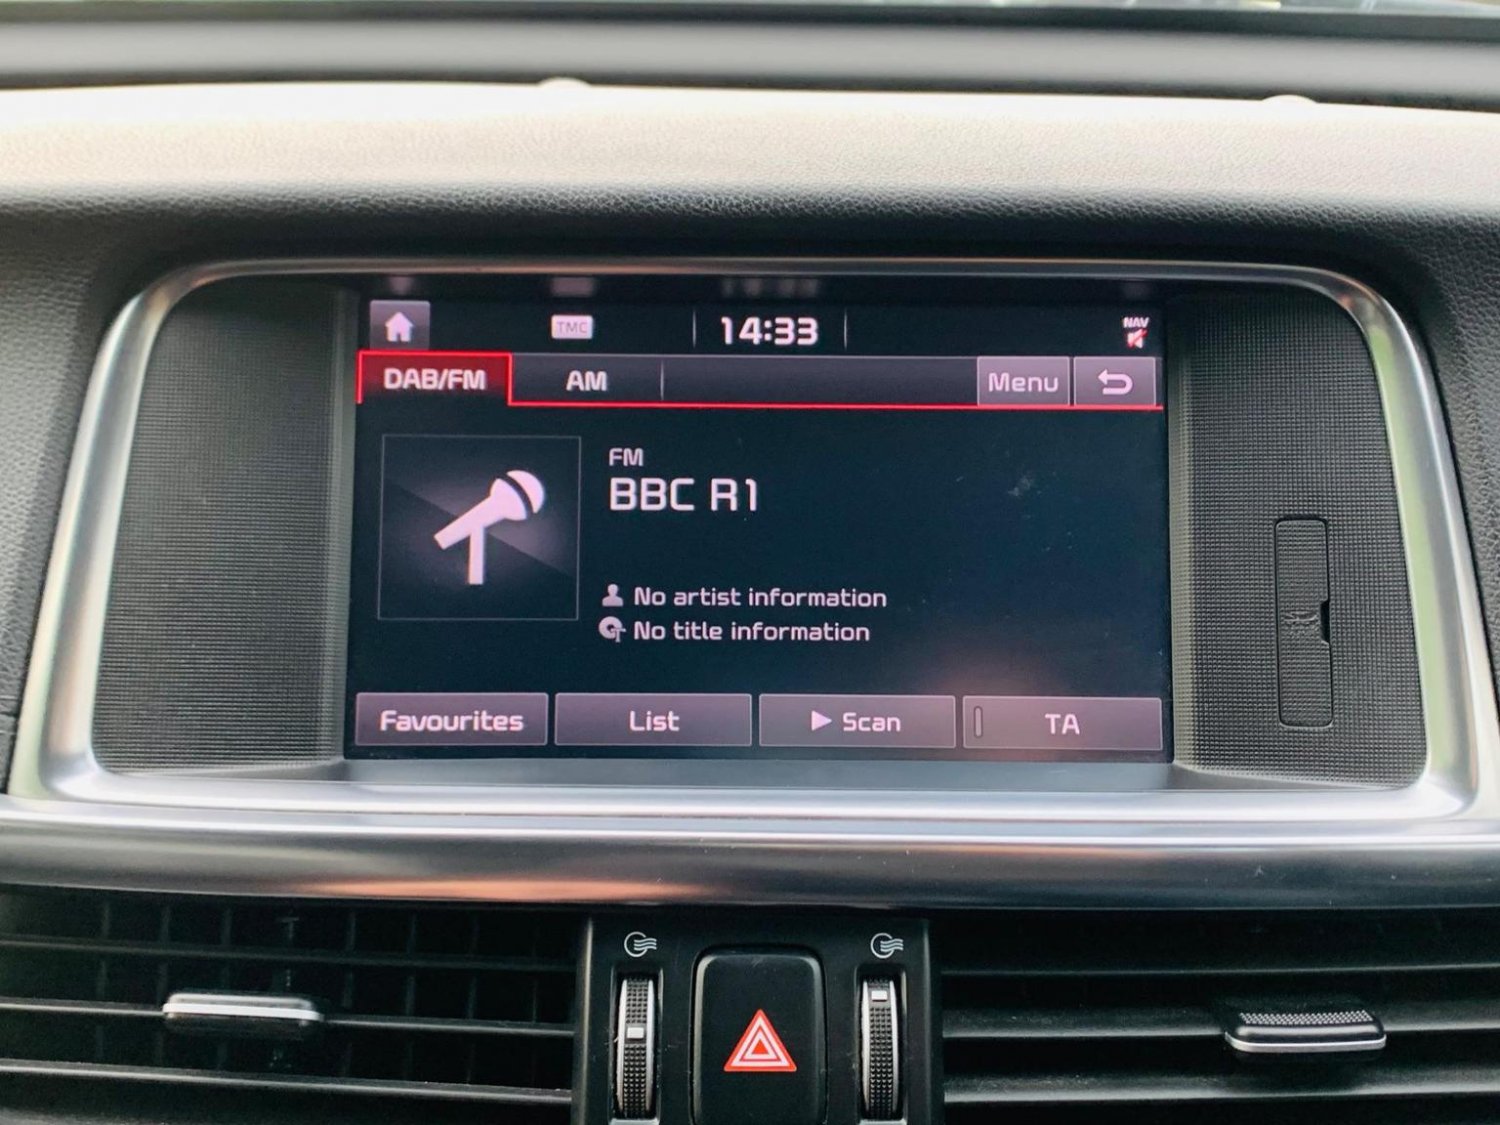 TMC
14:33
NAV
DAB/FM
AM
Menu
FM
BBC R1
No artist information
No title information
Favourites
List
Scan
TA